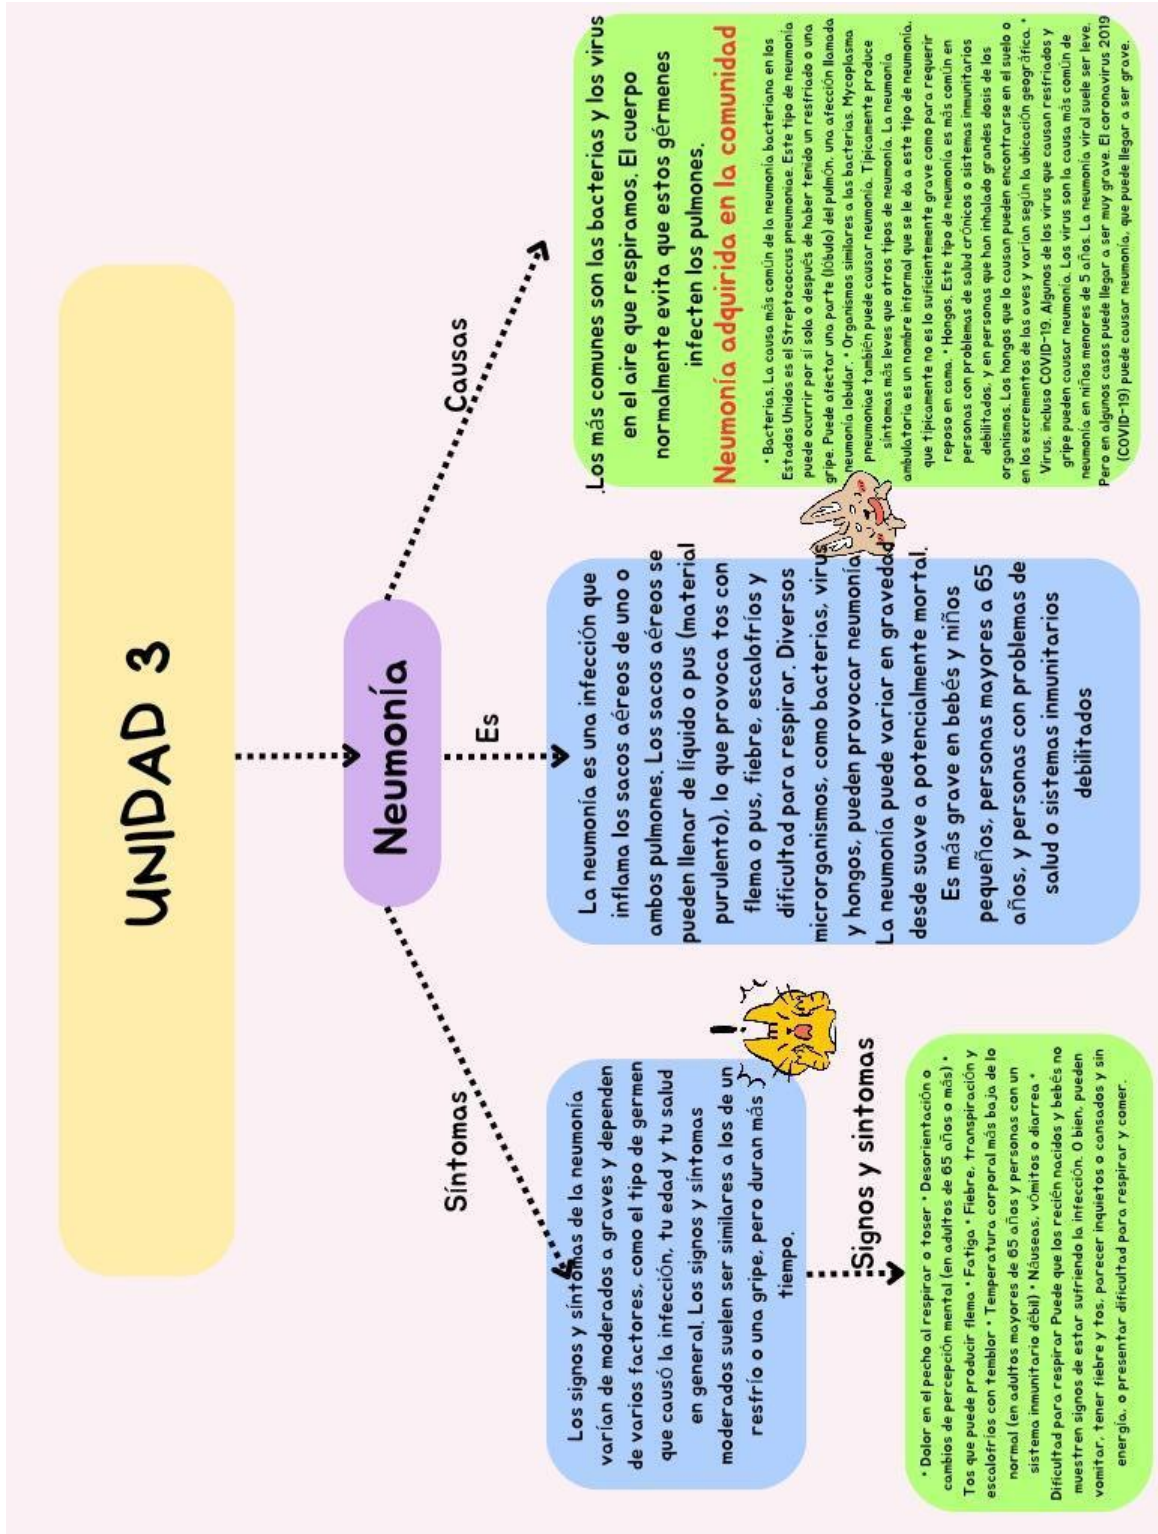 UNIDAD 3
Neumonía
Síntomas
Es
Causas
Los signos y síntomas de la neumonía
varían de moderados a graves y dependen
de varios factores, como el tipo de germen
que causó la infección, tu edad y tu salud
en general. Los signos y síntomas
moderados suelen ser similares a los de un
resfrío o una gripe, pero duran más
tiempo.
Signos y sintomas
* Dolor en el pecho al respirar o toser * Desorientación o
cambios de percepción mental (en adultos de 65 años o más) *
Tos que puede producir flema * Fatiga * Fiebre, transpiración y
escalofríos con temblor * Temperatura corporal más baja de lo
normal (en adultos mayores de 65 años y personas con un
sistema inmunitario débil) * Náuseas, vómitos o diarrea *
Dificultad para respirar Puede que los recién nacidos y bebés no
muestren signos de estar sufriendo la infección. O bien, pueden
vomitar, tener fiebre y tos, parecer inquietos o cansados y sin
energía, o presentar dificultad para respirar y comer.
La neumonía es una infección que
inflama los sacos aéreos de uno o
ambos pulmones. Los sacos aéreos se
pueden llenar de líquido o pus (material
purulento), lo que provoca tos con
flema o pus, fiebre, escalofríos y
dificultad para respirar. Diversos
microrganismos, como bacterias, virus
y hongos, pueden provocar neumonía.
La neumonía puede variar en gravedad
desde suave a potencialmente mortal.
Es más grave en bebés y niños
pequeños, personas mayores a 65
años, y personas con problemas de
salud o sistemas inmunitarios
debilitados
.Los más comunes son las bacterias y los virus
en el aire que respiramos. El cuerpo
normalmente evita que estos gérmenes
infecten los pulmones.
Neumonía adquirida en la comunidad
* Bacterias. La causa más común de la neumonía bacteriana en los
Estados Unidos es el Streptococcus pneumoniae. Este tipo de neumonía
puede ocurrir por sí sola o después de haber tenido un resfriado o una
gripe. Puede afectar una parte (lóbulo) del pulmón, una afección llamada
neumonía lobular. * Organismos similares a las bacterias. Mycoplasma
pneumoniae también puede causar neumonía. Típicamente produce
síntomas más leves que otros tipos de neumonía. La neumonía
ambulatoria es un nombre informal que se le da a este tipo de neumonía,
que típicamente no es lo suficientemente grave como para requerir
reposo en cama. * Hongos. Este tipo de neumonía es más común en
personas con problemas de salud crónicos o sistemas inmunitarios
debilitados, y en personas que han inhalado grandes dosis de los
organismos. Los hongos que lo causan pueden encontrarse en el suelo o
en los excrementos de las aves y varían según la ubicación geográfica. *
Virus, incluso COVID-19. Algunos de los virus que causan resfriados y
gripe pueden causar neumonía. Los virus son la causa más común de
neumonía en niños menores de 5 años. La neumonía viral suele ser leve.
Pero en algunos casos puede llegar a ser muy grave. El coronavirus 2019
(COVID-19) puede causar neumonía, que puede llegar a ser grave.